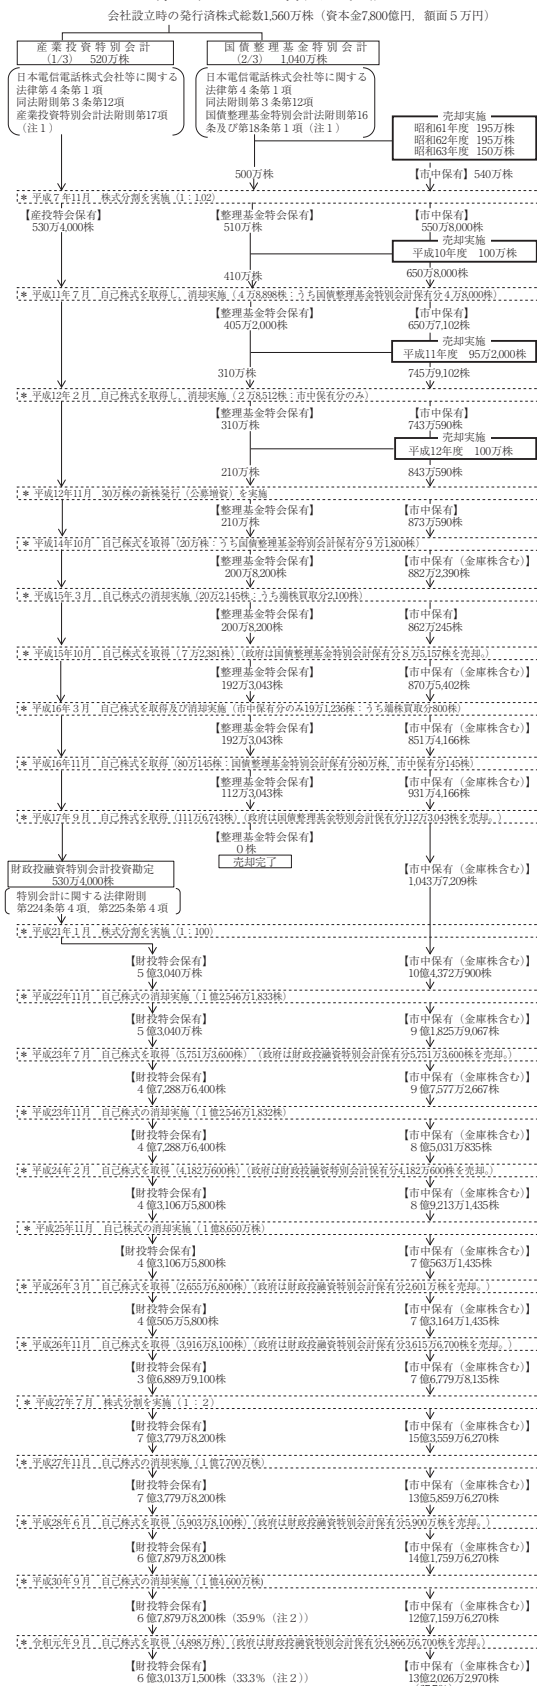 会社設立時の発行済株式総数1,560万株（資本金7,800億円，額面５万円）
産業投資特別会計
（1/3） 520万株
国債整理基金特別会計
（2/3） 1,040万株
日本電信電話株式会社等に関する
法律第４条第１項
同法附則第３条第12項
産業投資特別会計法附則第17項
（注１）
日本電信電話株式会社等に関する
法律第４条第１項
同法附則第３条第12項
国債整理基金特別会計法附則第16
条及び第18条第１項（注１）
売却実施
昭和61年度 195万株
昭和62年度 195万株
昭和63年度 150万株
500万株
【市中保有】540万株
＊ 平成７年11月 株式分割を実施（1：1.02）
【産投特会保有】
530万4,000株
【整理基金特会保有】
510万株
【市中保有】
550万8,000株
売却実施
平成10年度 100万株
410万株
650万8,000株
＊ 平成11年７月 自己株式を取得し，消却実施（４万8,898株：うち国債整理基金特別会計保有分４万8,000株）
【整理基金特会保有】
405万2,000株
【市中保有】
650万7,102株
売却実施
平成11年度 95万2,000株
310万株
745万9,102株
＊ 平成12年２月 自己株式を取得し，消却実施（２万8,512株：市中保有分のみ）
【整理基金特会保有】
310万株
【市中保有】
743万590株
売却実施
平成12年度 100万株
210万株
843万590株
＊ 平成12年11月 30万株の新株発行（公募増資）を実施
【整理基金特会保有】
210万株
【市中保有】
873万590株
＊ 平成14年10月 自己株式を取得（20万株：うち国債整理基金特別会計保有分９万1,800株）
【整理基金特会保有】
200万8,200株
【市中保有（金庫株含む）】
882万2,390株
＊ 平成15年３月 自己株式の消却実施（20万2,145株：うち端株買取分2,100株）
【整理基金特会保有】
200万8,200株
【市中保有】
862万245株
＊ 平成15年10月 自己株式を取得（７万2,381株）（政府は国債整理基金特別会計保有分８万5,157株を売却。）
【整理基金特会保有】
192万3,043株
【市中保有（金庫株含む）】
870万5,402株
＊ 平成16年３月 自己株式を取得及び消却実施（市中保有分のみ19万1,236株：うち端株買取分800株）
【整理基金特会保有】
192万3,043株
【市中保有（金庫株含む）】
851万4,166株
＊ 平成16年11月 自己株式を取得（80万145株：国債整理基金特別会計保有分80万株，市中保有分145株）
【整理基金特会保有】
112万3,043株
【市中保有（金庫株含む）】
931万4,166株
＊ 平成17年９月 自己株式を取得（111万6,743株）（政府は国債整理基金特別会計保有分112万3,043株を売却。）
【整理基金特会保有】
０株
売却完了
財政投融資特別会計投資勘定
530万4,000株
特別会計に関する法律附則
第224条第４項，第225条第４項
【市中保有（金庫株含む）】
1,043万7,209株
＊ 平成21年１月 株式分割を実施（1：100）
【財投特会保有】
５億3,040万株
【市中保有（金庫株含む）】
10億4,372万900株
＊ 平成22年11月 自己株式の消却実施（１億2,546万1,833株）
【財投特会保有】
５億3,040万株
【市中保有（金庫株含む）】
９億1,825万9,067株
＊ 平成23年７月 自己株式を取得（5,751万3,600株）（政府は財政投融資特別会計保有分5,751万3,600株を売却。）
【財投特会保有】
４億7,288万6,400株
【市中保有（金庫株含む）】
９億7,577万2,667株
＊ 平成23年11月 自己株式の消却実施（１億2,546万1,832株）
【財投特会保有】
４億7,288万6,400株
【市中保有（金庫株含む）】
８億5,031万835株
＊ 平成24年２月 自己株式を取得（4,182万600株）（政府は財政投融資特別会計保有分4,182万600株を売却。）
【財投特会保有】
４億3,106万5,800株
【市中保有（金庫株含む）】
８億9,213万1,435株
＊ 平成25年11月 自己株式の消却実施（１億8,650万株）
【財投特会保有】
４億3,106万5,800株
【市中保有（金庫株含む）】
７億563万1,435株
＊ 平成26年３月 自己株式を取得（2,655万6,800株）（政府は財政投融資特別会計保有分2,601万株を売却。）
【財投特会保有】
４億505万5,800株
【市中保有（金庫株含む）】
７億3,164万1,435株
＊ 平成26年11月 自己株式を取得（3,916万8,100株）（政府は財政投融資特別会計保有分3,615万6,700株を売却。）
【財投特会保有】
３億6,889万9,100株
【市中保有（金庫株含む）】
７億6,779万8,135株
＊ 平成27年７月 株式分割を実施（１：２）
【財投特会保有】
７億3,779万8,200株
【市中保有（金庫株含む）】
15億3,559万6,270株
＊ 平成27年11月 自己株式の消却実施（１億7,700万株）
【財投特会保有】
７億3,779万8,200株
【市中保有（金庫株含む）】
13億5,859万6,270株
＊ 平成28年６月 自己株式を取得（5,903万8,100株）（政府は財政投融資特別会計保有分5,900万株を売却。）
【財投特会保有】
６億7,879万8,200株
【市中保有（金庫株含む）】
14億1,759万6,270株
＊ 平成30年９月 自己株式の消却実施（１億4,600万株）
【財投特会保有】
６億7,879万8,200株（35.9％（注２））
【市中保有（金庫株含む）】
12億7,159万6,270株
＊ 令和元年９月 自己株式を取得（4,898万株）（政府は財政投融資特別会計保有分4,866万6,700株を売却。）
【財投特会保有】
６億3,013万1,500株（33.3％（注２））
【市中保有（金庫株含む）】
13億2,026万2,970株